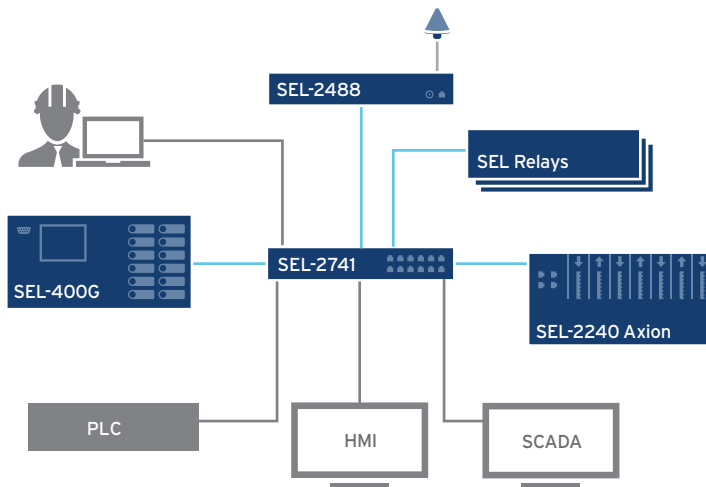 SEL-2488
SEL Relays
SEL-2741
SEL-400G
SEL-2240 Axion
PLC
HMI
SCADA